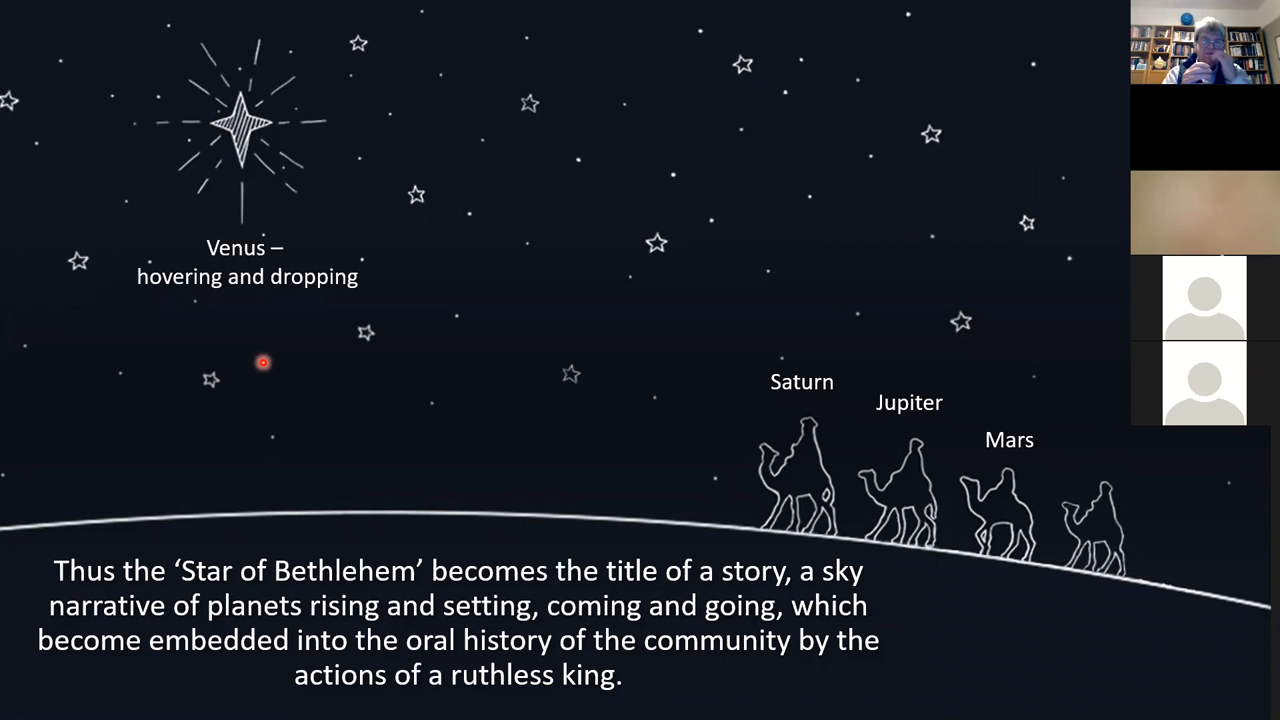 Venus –
hovering and dropping
Saturn
Jupiter
Mars
Thus the ‘Star of Bethlehem’ becomes the title of a story, a sky
narrative of planets rising and setting, coming and going, which
become embedded into the oral history of the community by the
actions of a ruthless king.